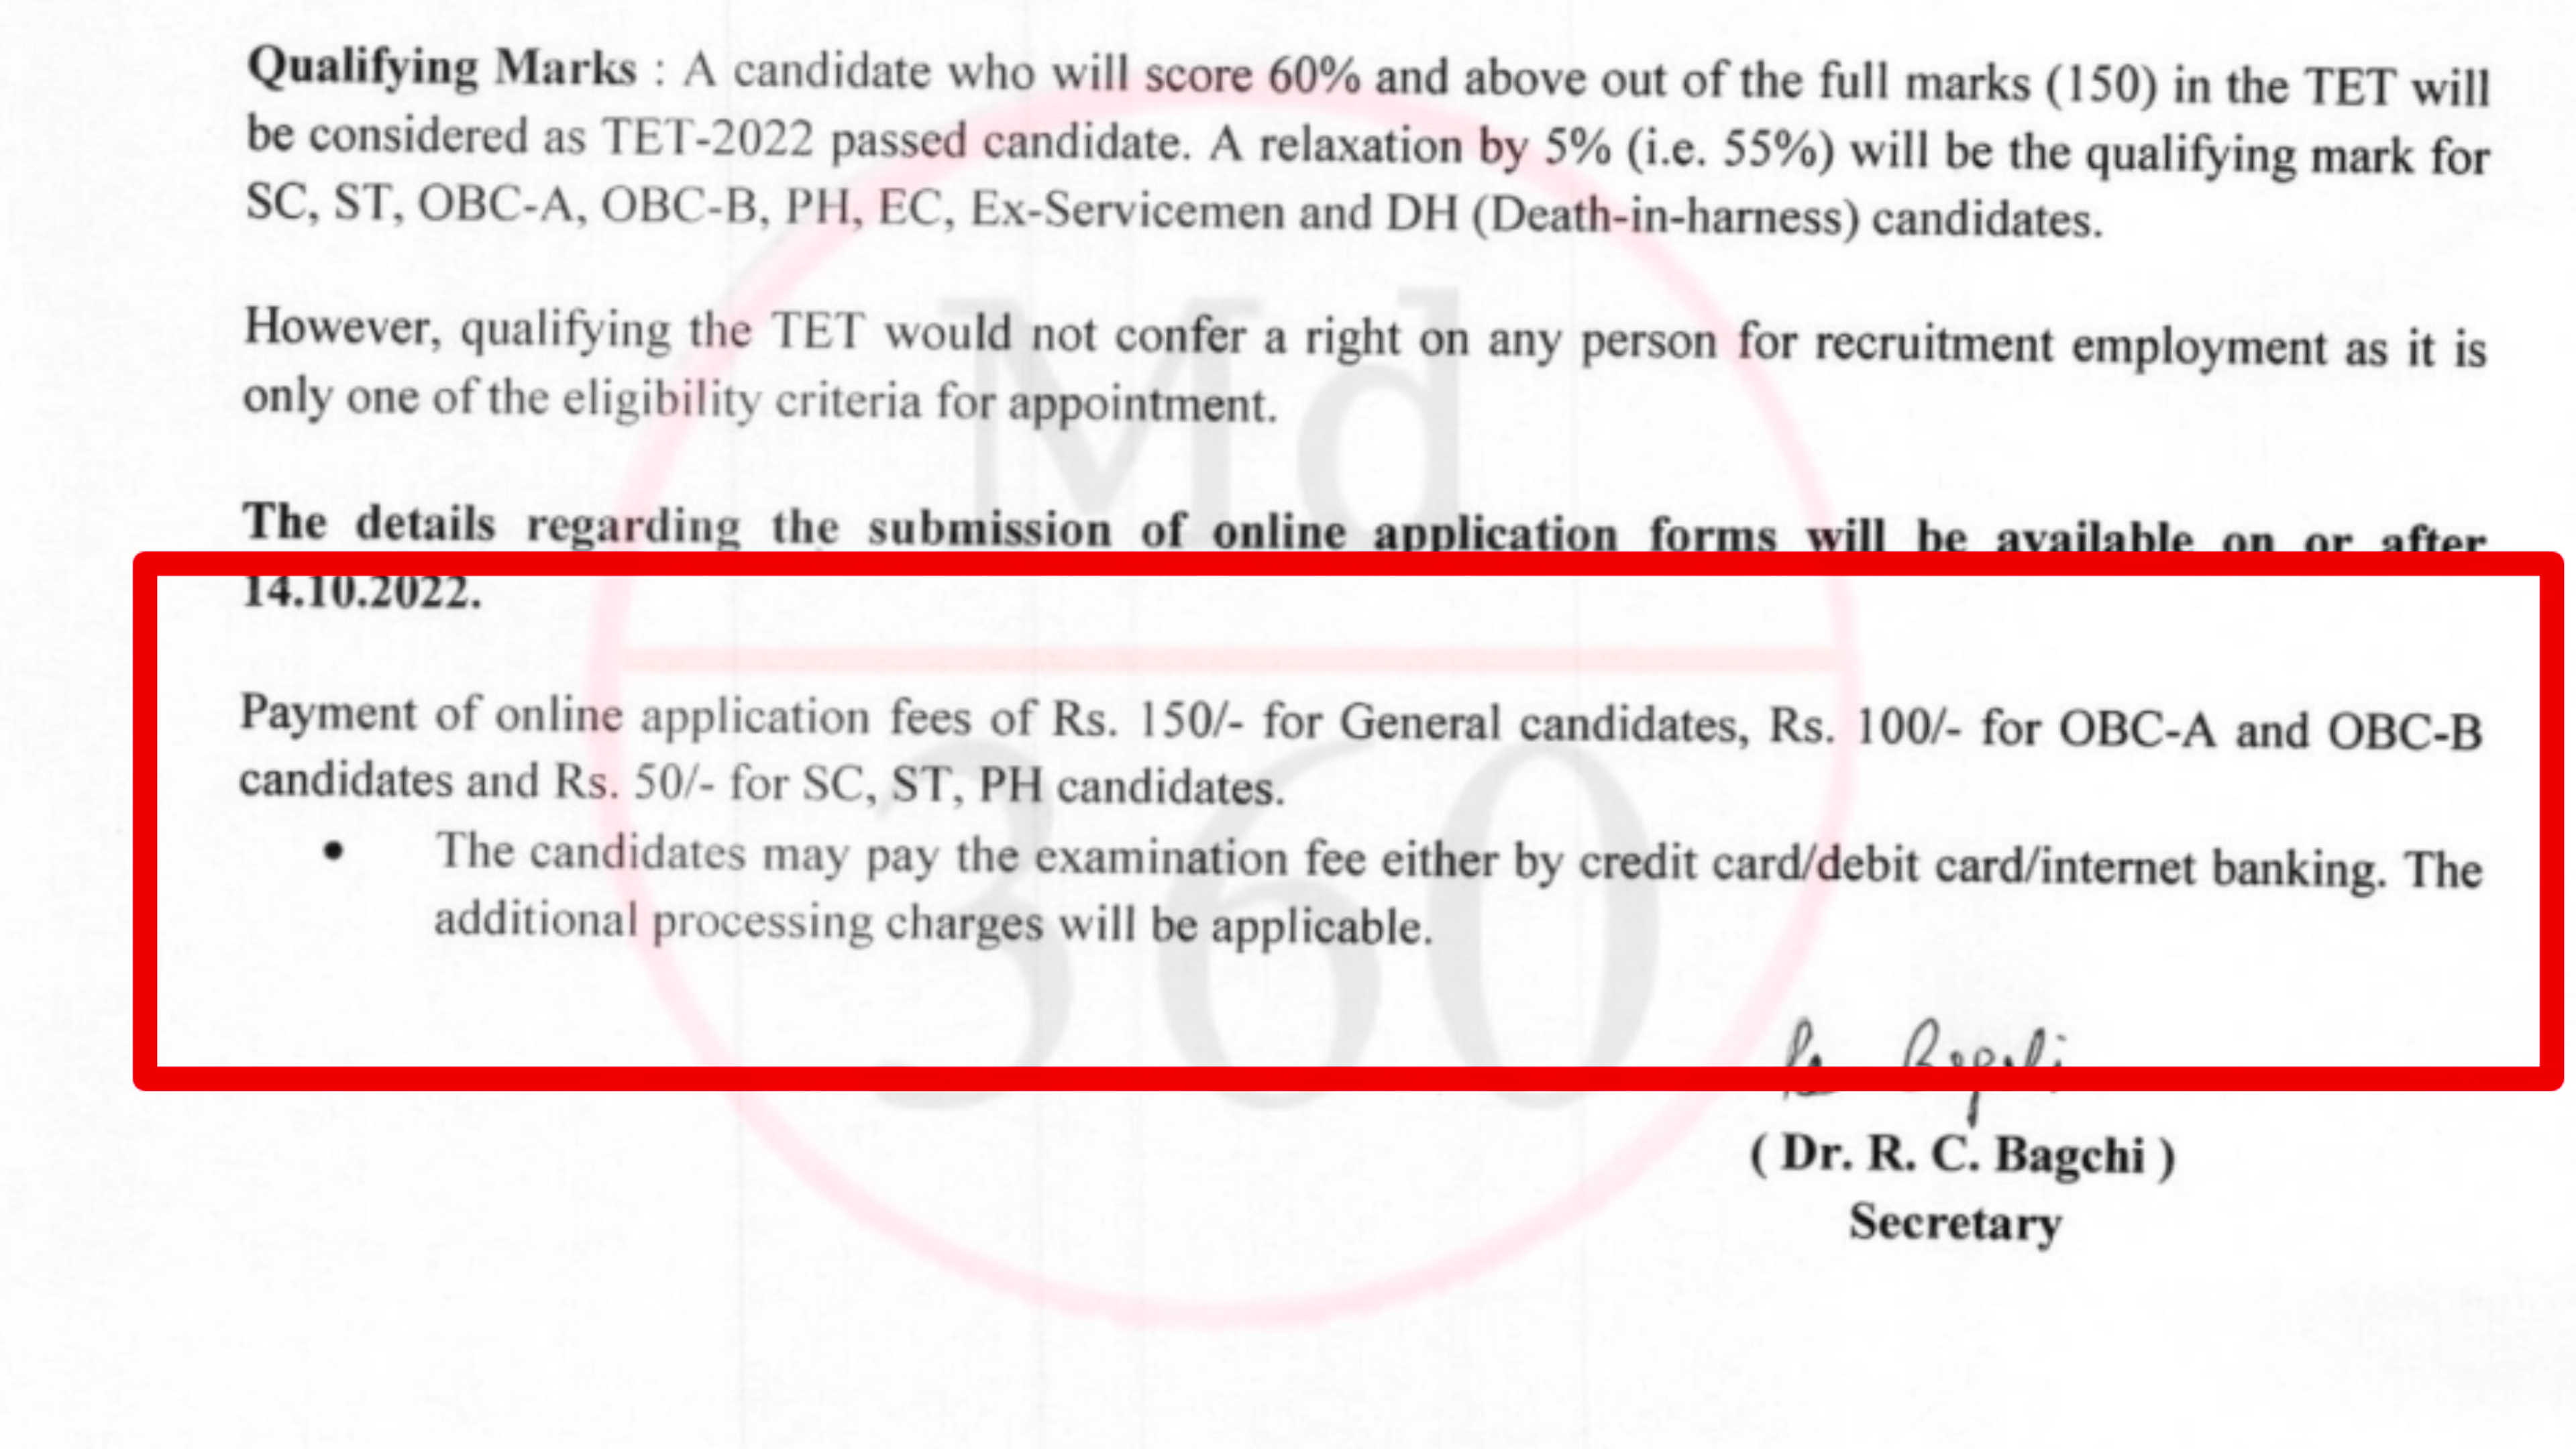 Qualifying Marks : A candidate who will score 60% and above out of the full marks (150) in the TET will
be considered as TET-2022 passed candidate. A relaxation by 5% (i.e. 55%) will be the qualifying mark for
SC, ST, OBC-A, OBC-B, PH, EC, Ex-Servicemen and DH (Death-in-harness) candidates.
However, qualifying the TET would not confer a right on any person for recruitment employment as it is
only one of the eligibility criteria for appointment.
The details regarding the submission of online application forms will be available on or after
14.10.2022.
Payment of online application fees of Rs. 150/- for General candidates, Rs. 100/- for OBC-A and OBC-B
candidates and Rs. 50/- for SC, ST, PH candidates.
• The candidates may pay the examination fee either by credit card/debit card/internet banking. The
additional processing charges will be applicable.
( Dr. R. C. Bagchi )
Secretary
Md
360